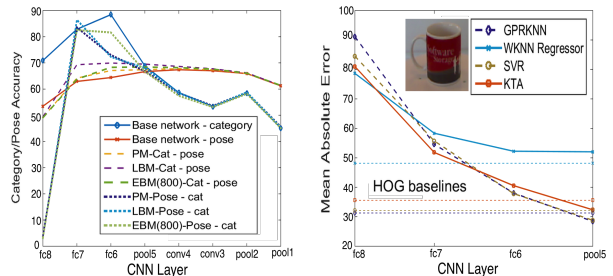 90
80
70
60
50
40
30
20
10
0
Category/Pose Accuracy
Base network - category
Base network - pose
PM-Cat - pose
LBM-Cat - pose
EBM(800)-Cat - pose
PM-Pose - cat
LBM-Pose - cat
EBM(800)-Pose - cat
fc8 fc7 fc6 pool5 conv4 conv3 pool2 pool1
CNN Layer
100
90
80
70
60
50
40
30
20
Mean Absolute Error
GPRKNN
WKNN Regressor
SVR
KTA
HOG baselines
fc8 fc7 fc6 pool5
CNN Layer